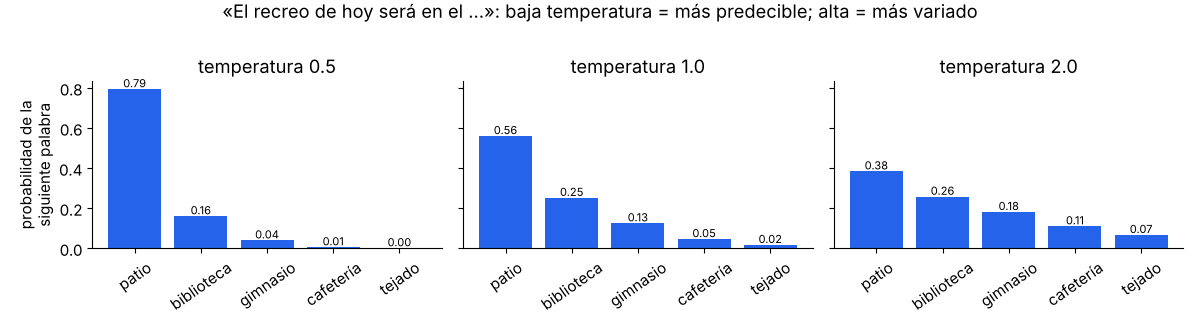 «El recreo de hoy será en el ...»: baja temperatura = más predecible; alta = más variado
temperatura 0.5
probabilidad de la
siguiente palabra
0.8
0.6
0.4
0.2
0.0
0.79
0.16
0.04
0.01
0.00
patio
biblioteca
gimnasio
cafetería
tejado
temperatura 1.0
0.56
0.25
0.13
0.05
0.02
patio
biblioteca
gimnasio
cafetería
tejado
temperatura 2.0
0.38
0.26
0.18
0.11
0.07
patio
biblioteca
gimnasio
cafetería
tejado